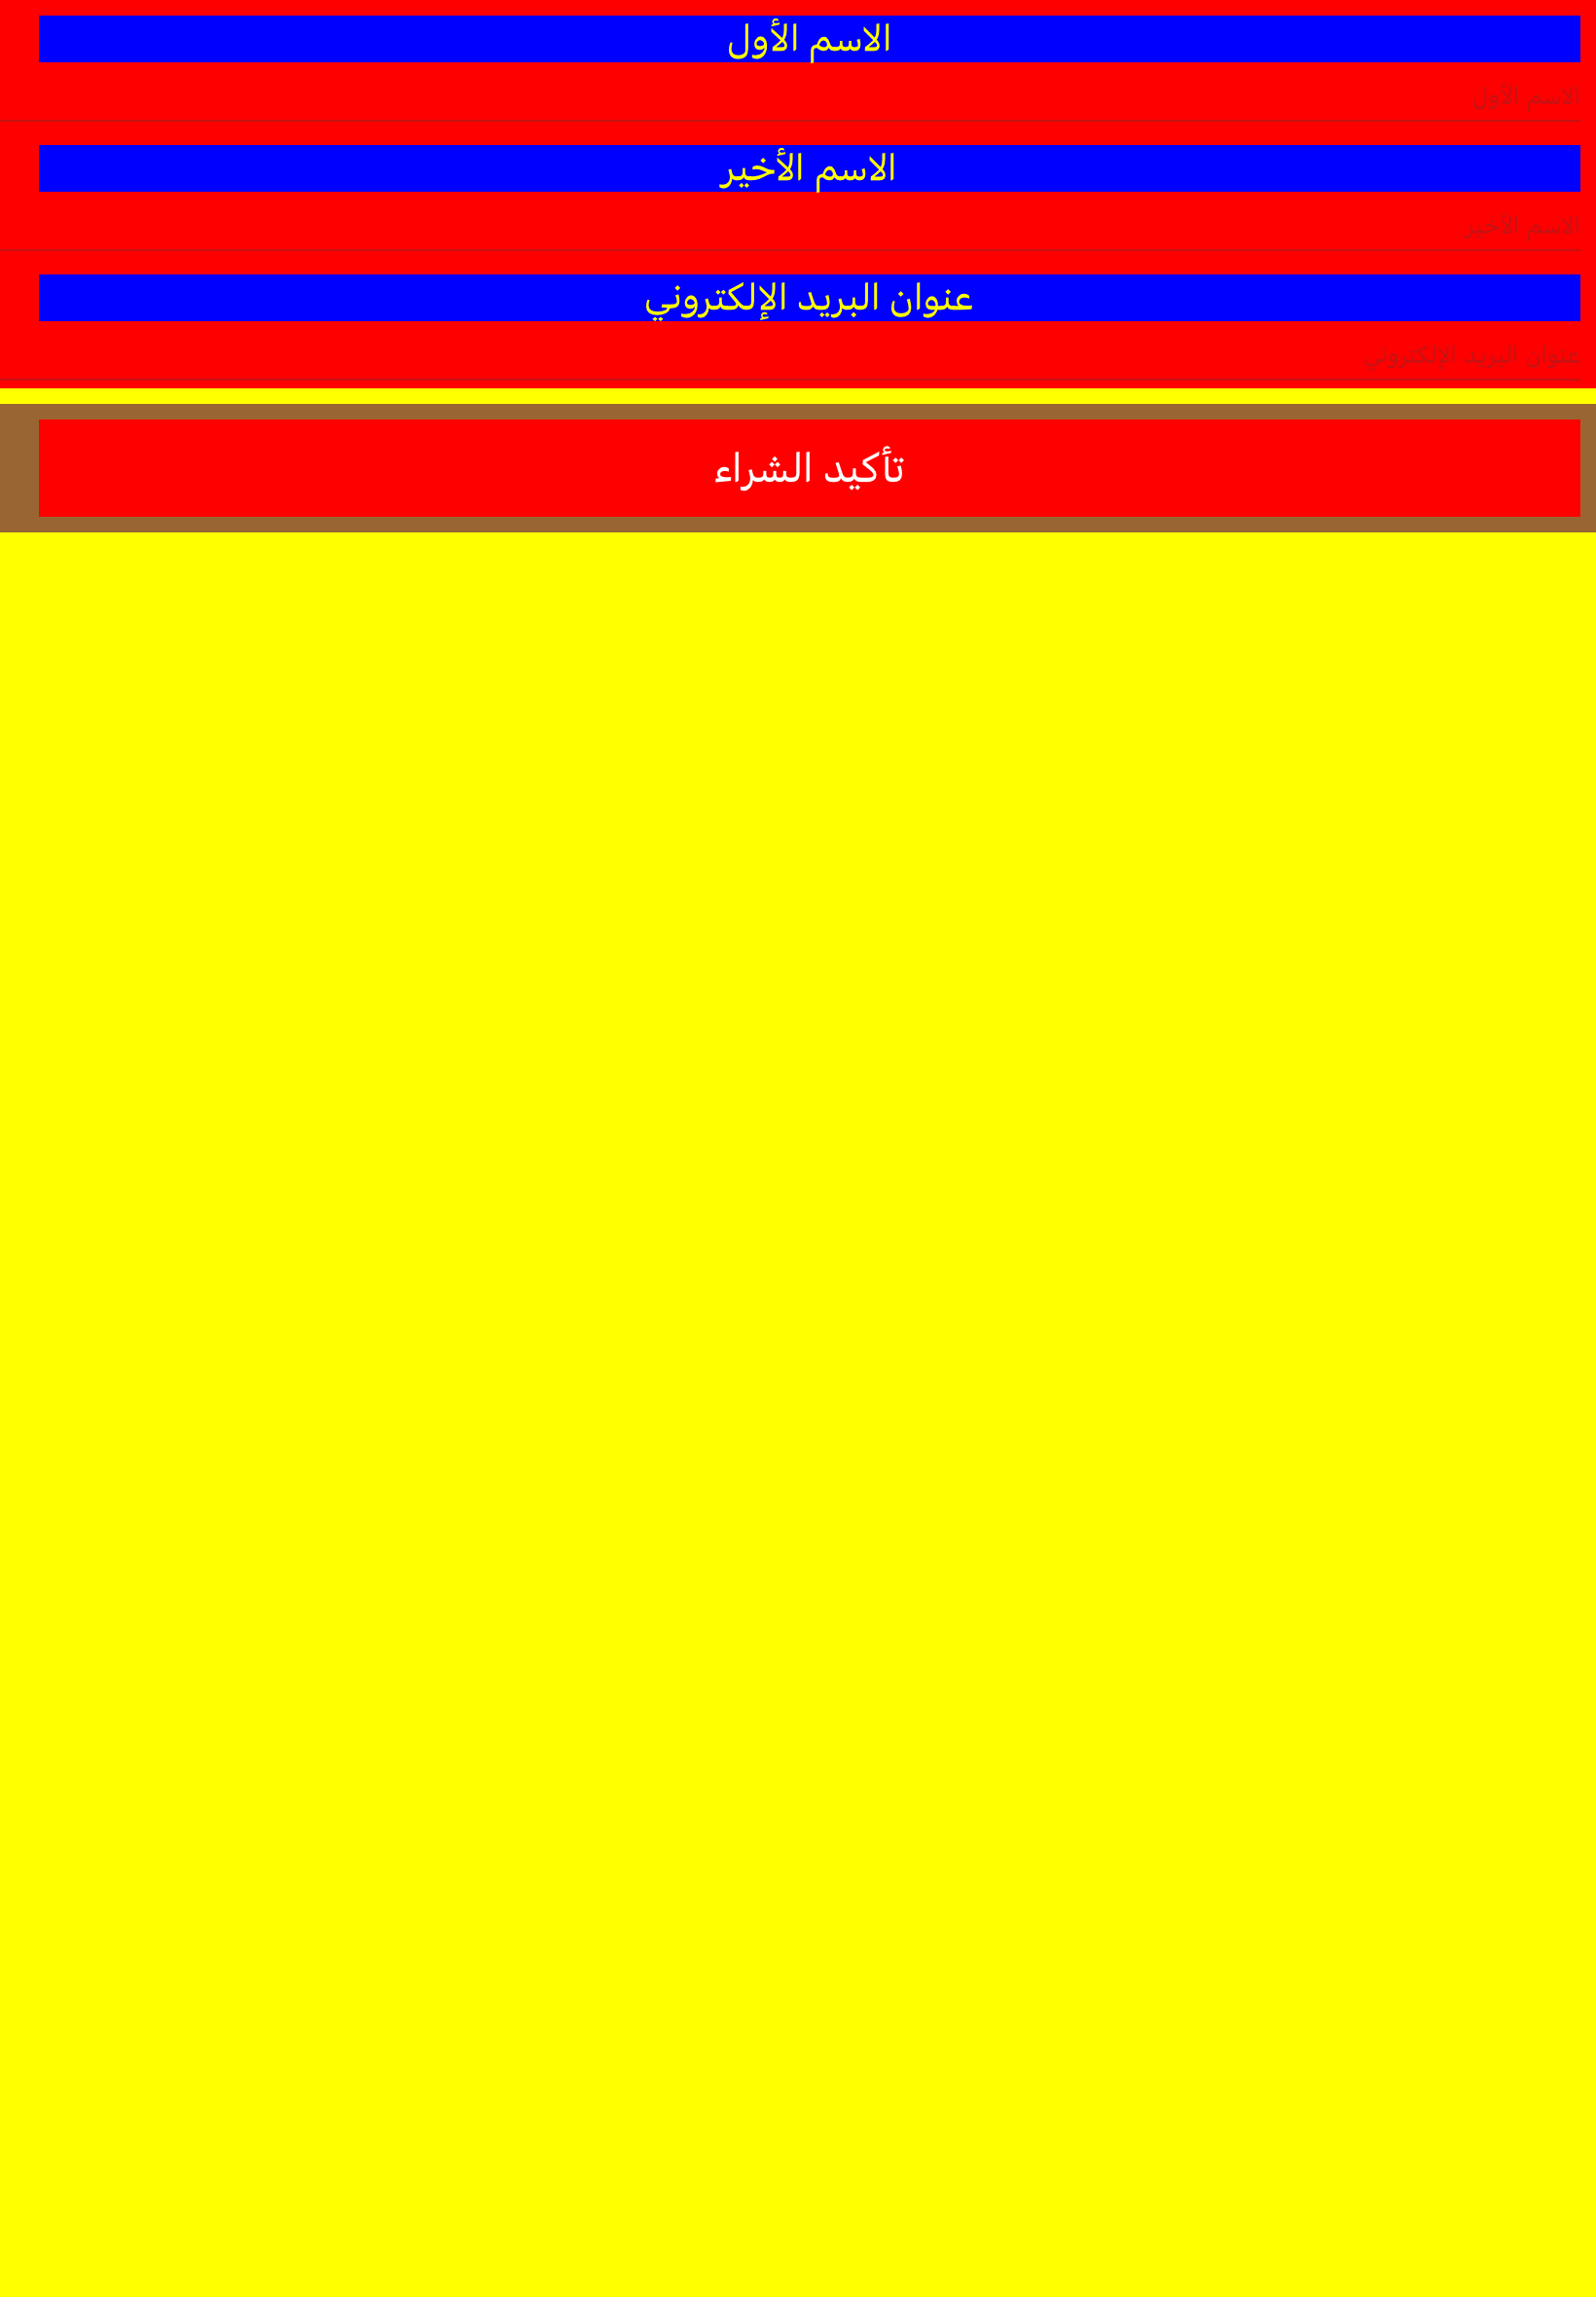 الاسم الأول
الاسم الأول
الاسم الأخير
الاسم الأخير
عنوان البريد الإلكتروني
عنوان البريد الإلكتروني
تأكيد الشراء